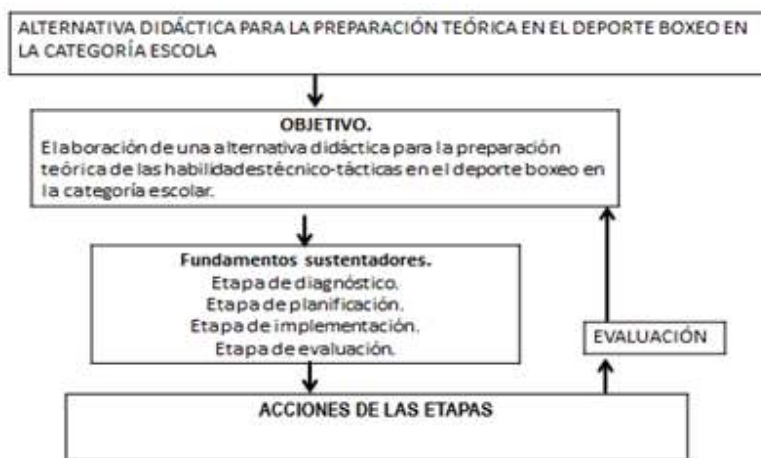 ALTERNATIVA DIDÁCTICA PARA LA PREPARACIÓN TEÓRICA EN EL DEPORTE BOXEO EN
LA CATEGORÍA ESCOLA
OBJETIVO.
Elaboración de una alternativa didáctica para la preparación
teórica de las habilidades técnico-tácticas en el deporte boxeo en
la categoría escolar.
Fundamentos sustentadores.
Etapa de diagnóstico.
Etapa de planificación.
Etapa de implementación.
Etapa de evaluación.
EVALUACIÓN
ACCIONES DE LAS ETAPAS